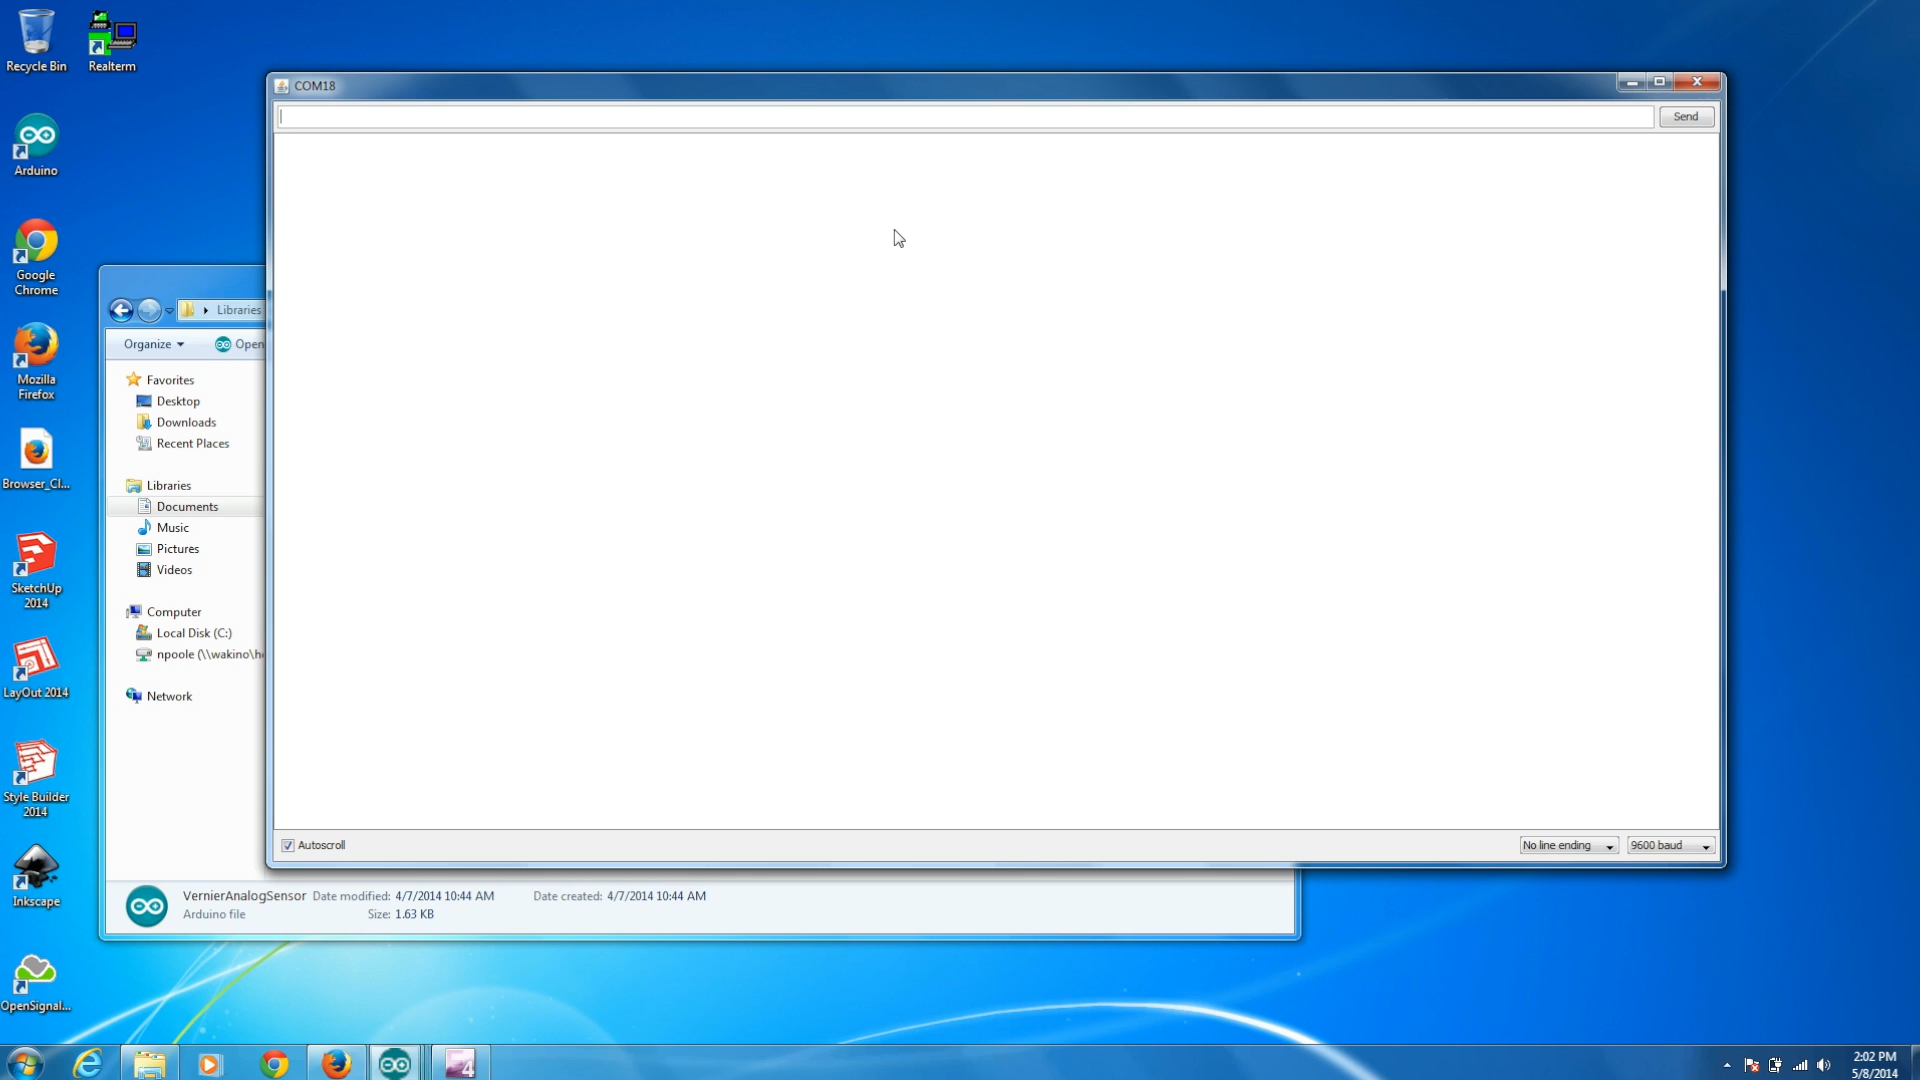 Recycle Bin
Realterm
Arduino
Google
Chrome
Mozilla
Firefox
Browser_Cl...
SketchUp
2014
LayOut 2014
Style Builder
2014
Inkscape
OpenSignal...
COM18
Send
Libraries
Organize
Open
Favorites
Desktop
Downloads
Recent Places
Libraries
Documents
Music
Pictures
Videos
Computer
Local Disk (C:)
npoole (\\wakino\h
Network
Autoscroll
No line ending
9600 baud
VernierAnalogSensor Date modified: 4/7/2014 10:44 AM Date created: 4/7/2014 10:44 AM
Arduino file Size: 1.63 KB
4
2:02 PM
5/8/2014